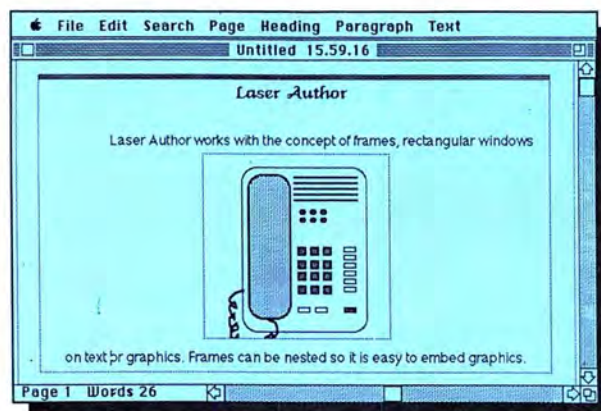 File Edit Search Page Heading Paragraph Text
Untitled 15.59.16
Laser Author
Laser Author works with the concept of frames, rectangular windows
on text or graphics. Frames can be nested so it is easy to embed graphics.
Page 1 Words 26